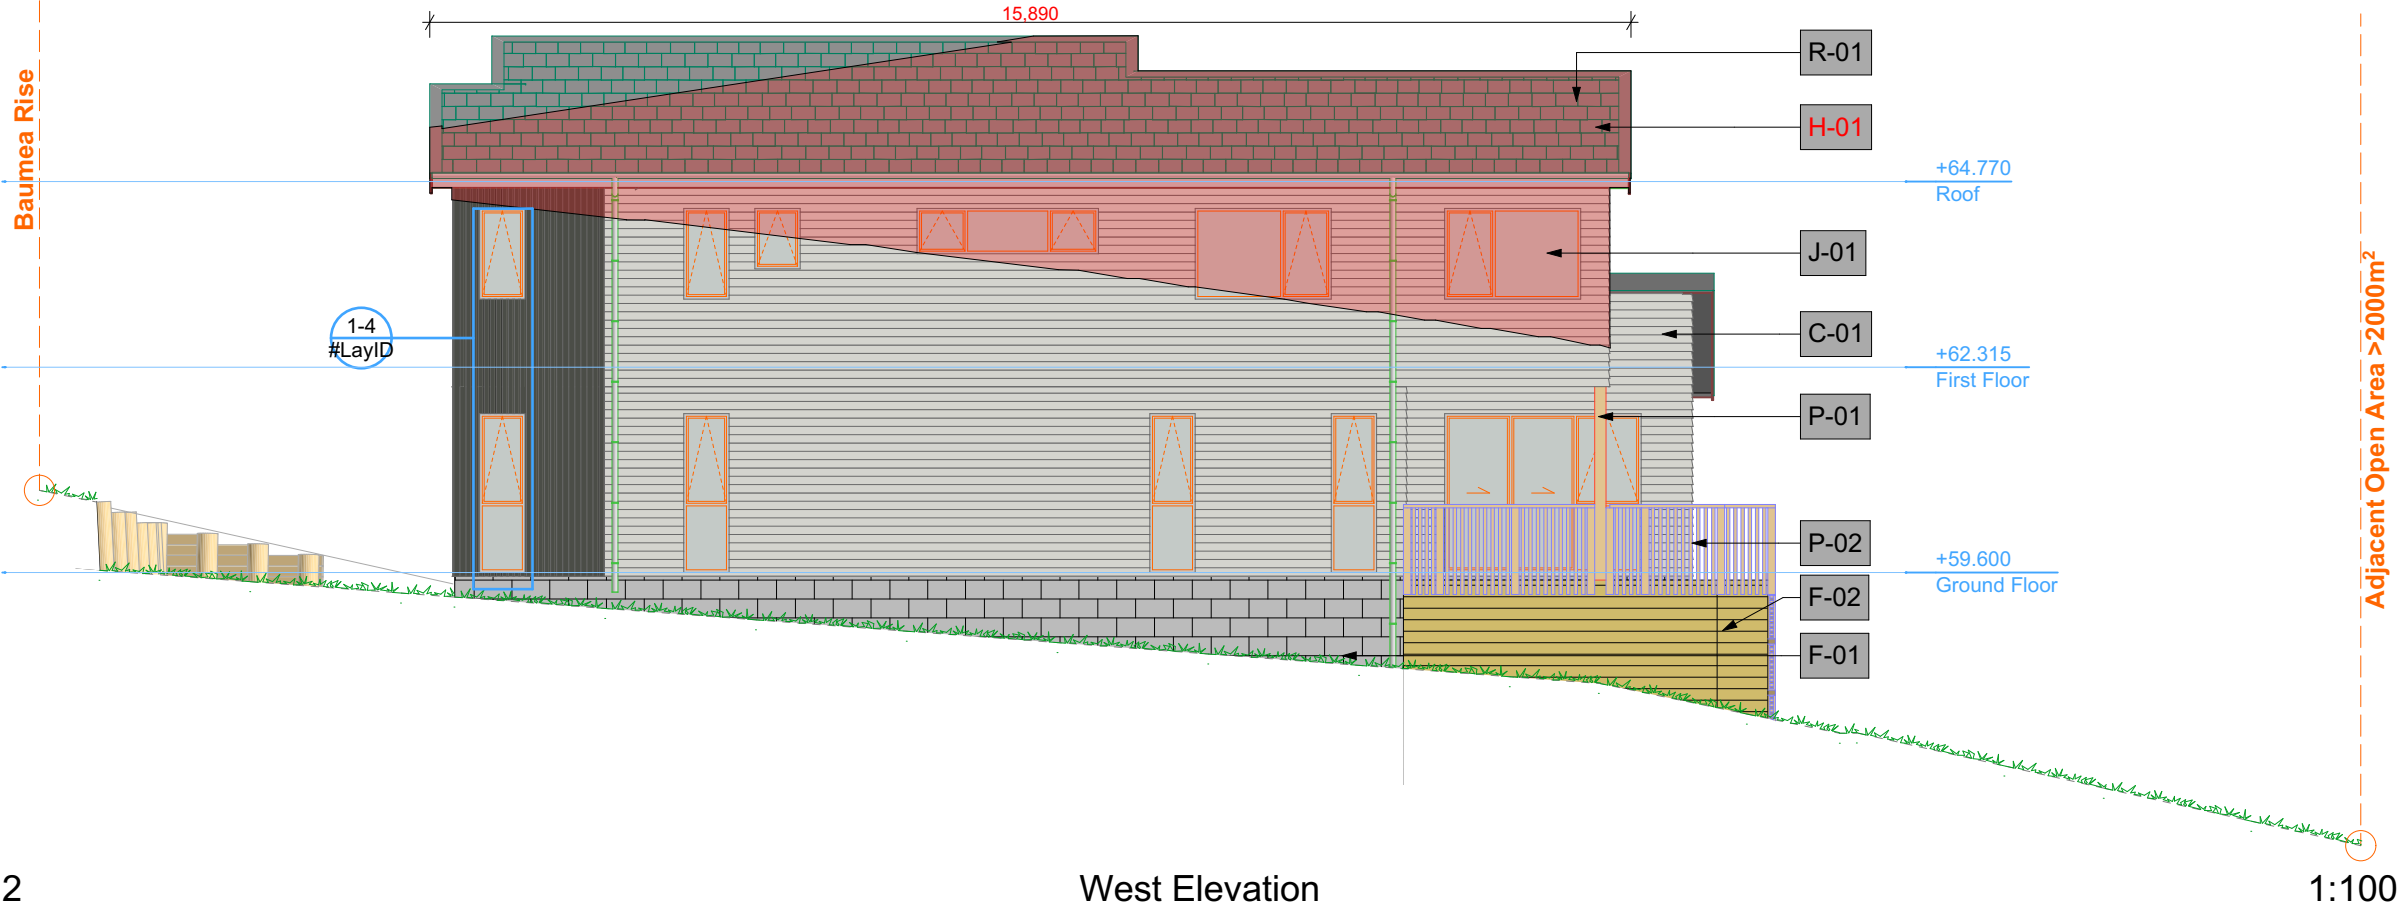 15,890
R-01
H-01
Baumea Rise
+64.770
Roof
J-01
1-4
#LayID
C-01
+62.315
First Floor
P-01
Adjacent Open Area >2000m²
P-02
+59.600
Ground Floor
F-02
F-01
2
West Elevation
1:100